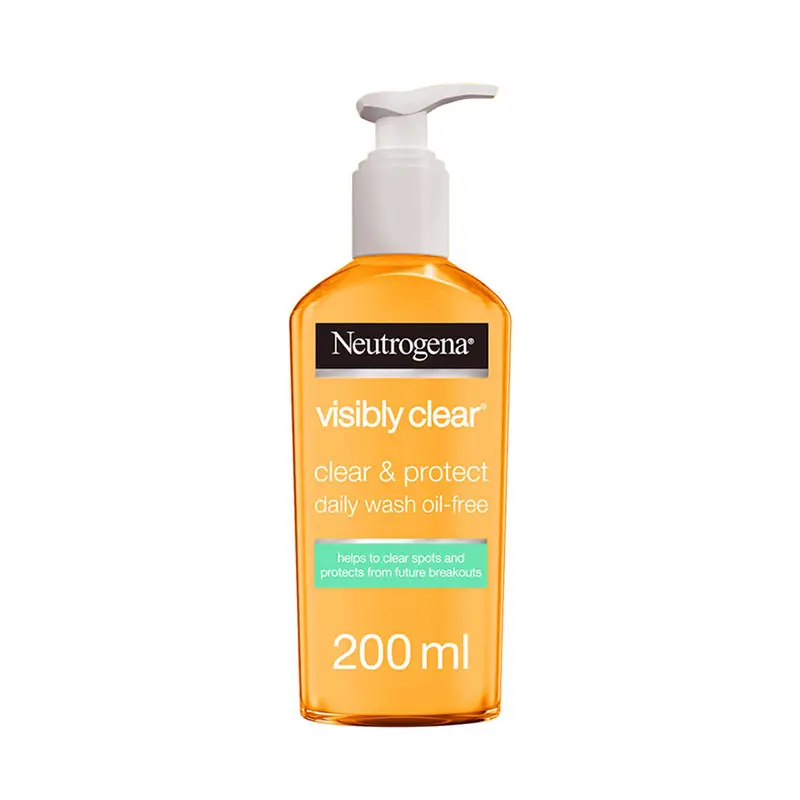 Neutrogena®
visibly clear®
clear & protect
daily wash oil-free
helps to clear spots and
protects from future breakouts
200 ml